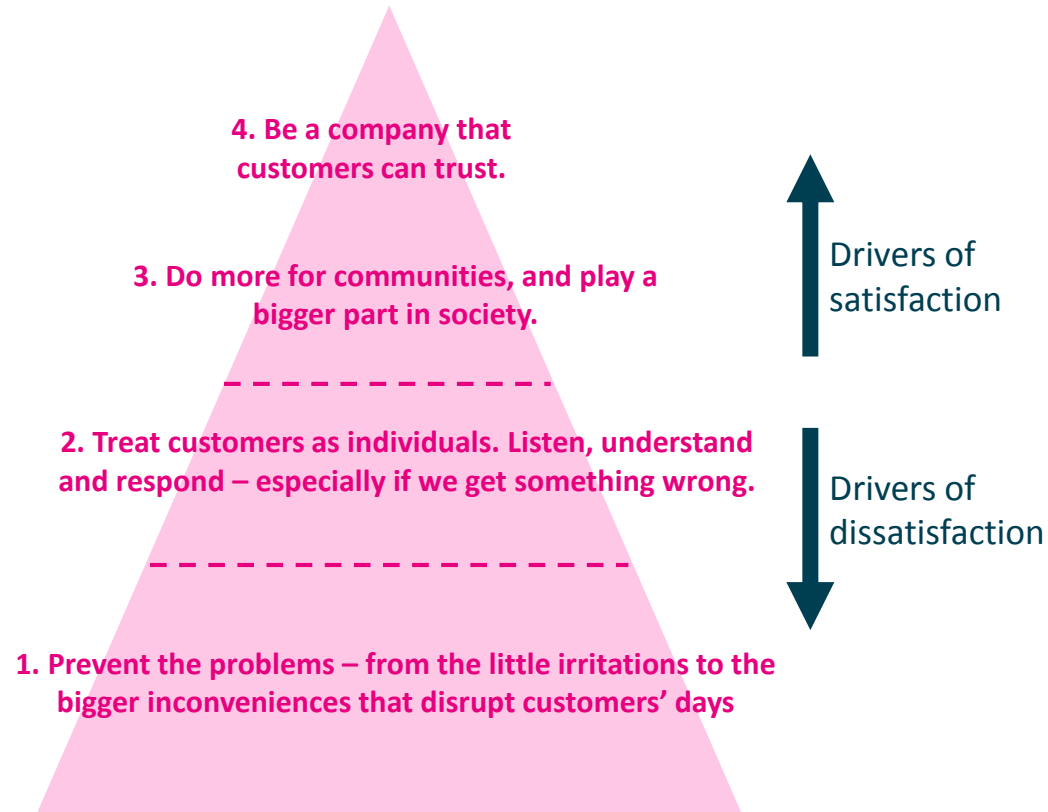 4. Be a company that
customers can trust.
3. Do more for communities, and play a
bigger part in society.
Drivers of
satisfaction
2. Treat customers as individuals. Listen, understand
and respond – especially if we get something wrong.
Drivers of
dissatisfaction
1. Prevent the problems – from the little irritations to the
bigger inconveniences that disrupt customers’ days